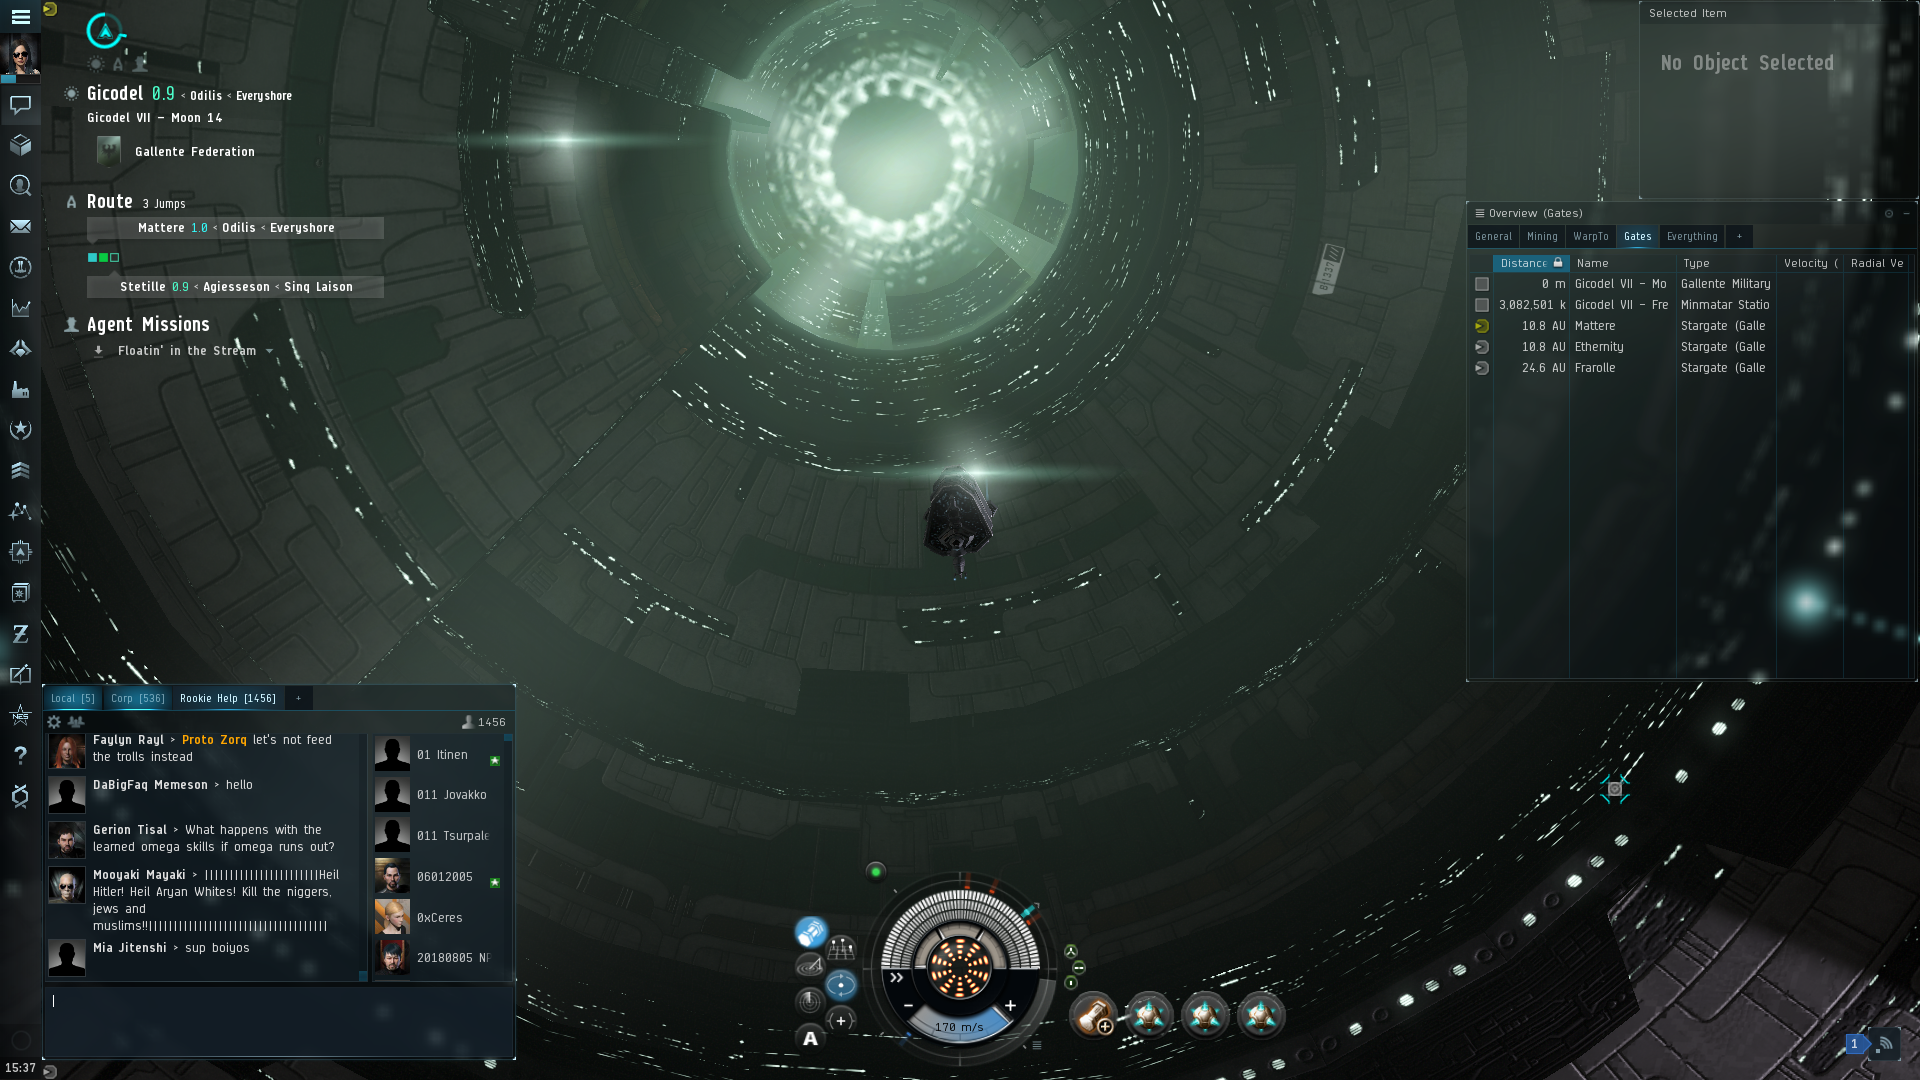 Gicodel 0.9 < Odilis < Everyshore
Gicodel VII - Moon 14
Gallente Federation
Route 3 Jumps
Mattere 1.0 < Odilis < Everyshore
Stetille 0.9 < Agiesseson < Sinq Laison
Agent Missions
Floatin' in the Stream
Selected Item
No Object Selected
Overview (Gates)
General Mining WarpTo Gates Everything +
Distance Name Type Velocity ( Radial Ve
0 m Gicodel VII - Mo Gallente Military
3,082,501 k Gicodel VII - Fre Minmatar Statio
10.8 AU Mattere Stargate (Galle
10.8 AU Ethernity Stargate (Galle
24.6 AU Frarolle Stargate (Galle
Local [5] Corp [536] Rookie Help [1456] +
1456
Faylyn Rayl > Proto Zorq let's not feed
the trolls instead
DaBigFaq Memeson > hello
Gerion Tisal > What happens with the
learned omega skills if omega runs out?
Mooyaki Mayaki > |||||||||||||||||||||||Heil
Hitler! Heil Aryan Whites! Kill the niggers,
jews and
muslims!!||||||||||||||||||||||||||||||||||||
Mia Jitenshi > sup boiyos
01 Itinen
011 Jovakko
011 Tsurpale
06012005
0xCeres
20180805 NP
NES
A
170 m/s
1
15:37